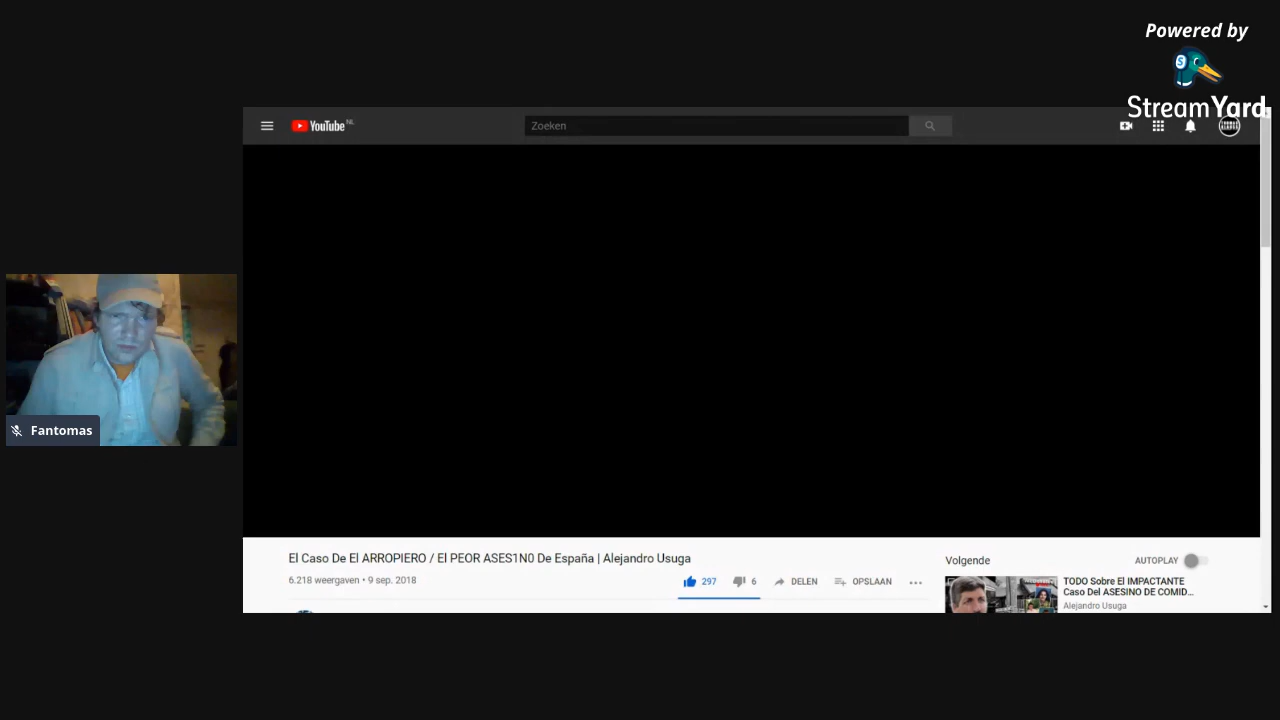 Powered by
StreamYard
YouTube NL
Zoeken
Fantomas
El Caso De El ARROPIERO / El PEOR ASES1N0 De España | Alejandro Usuga
6.218 weergaven • 9 sep. 2018
297
6
DELEN
OPSLAAN
Volgende
AUTOPLAY
TODO Sobre El IMPACTANTE
Caso Del ASESINO DE COMID...
Alejandro Usuga